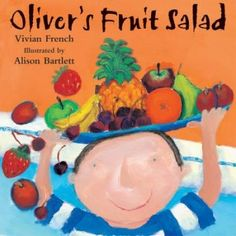 Oliver's Fruit Salad
Vivian French
Illustrated by
Alison Bartlett